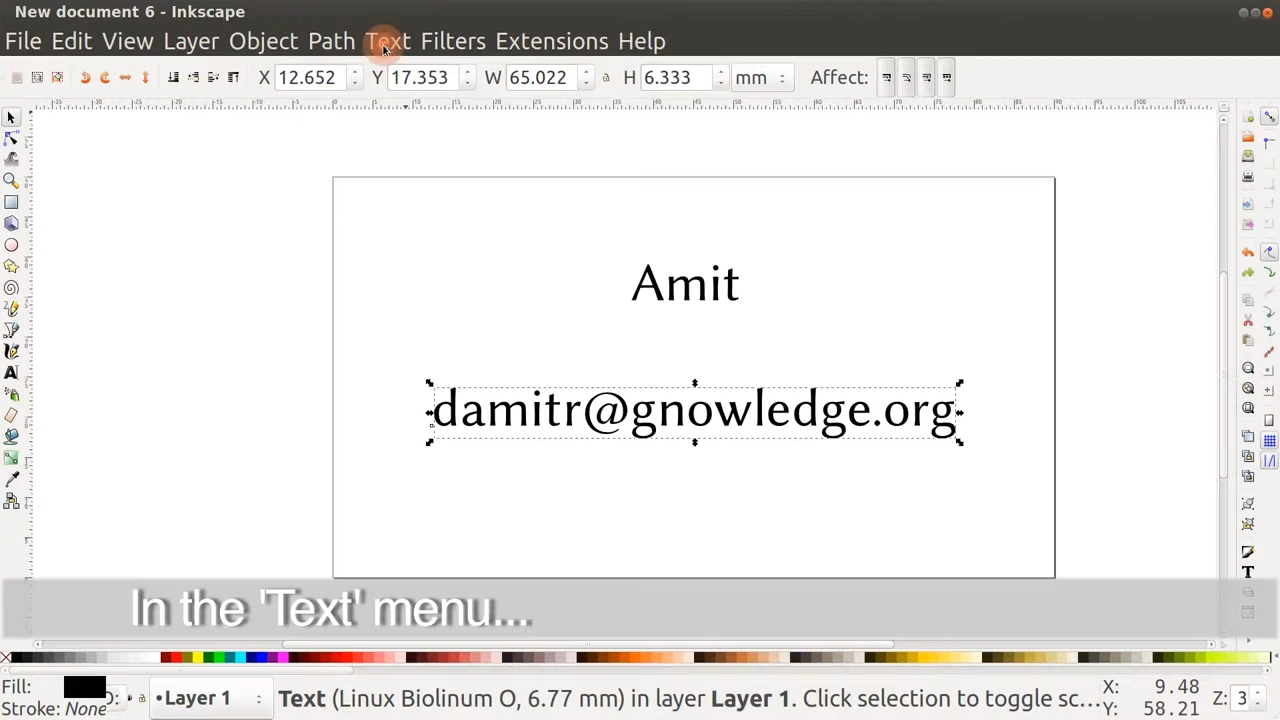 New document 6 - Inkscape
File Edit View Layer Object Path Text Filters Extensions Help
X 12.652 Y 17.353 W 65.022 H 6.333 mm Affect:
Amit
damitr@gnowledge.org
In the 'Text' menu...
Fill:
Stroke: None
O:
•Layer 1
Text (Linux Biolinum O, 6.77 mm) in layer Layer 1. Click selection to toggle sc...
X: 9.48
Y: 58.21
Z: 3